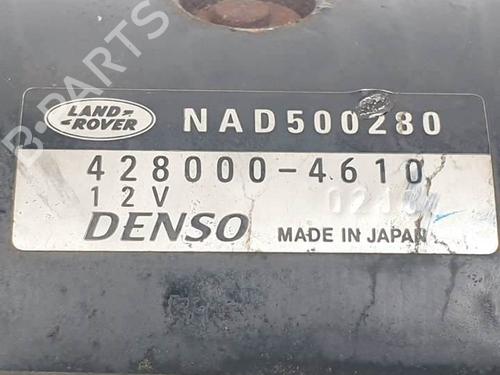 B-PARTS
LAND ROVER NAD500280
428000-4610
12V
DENSO MADE IN JAPAN